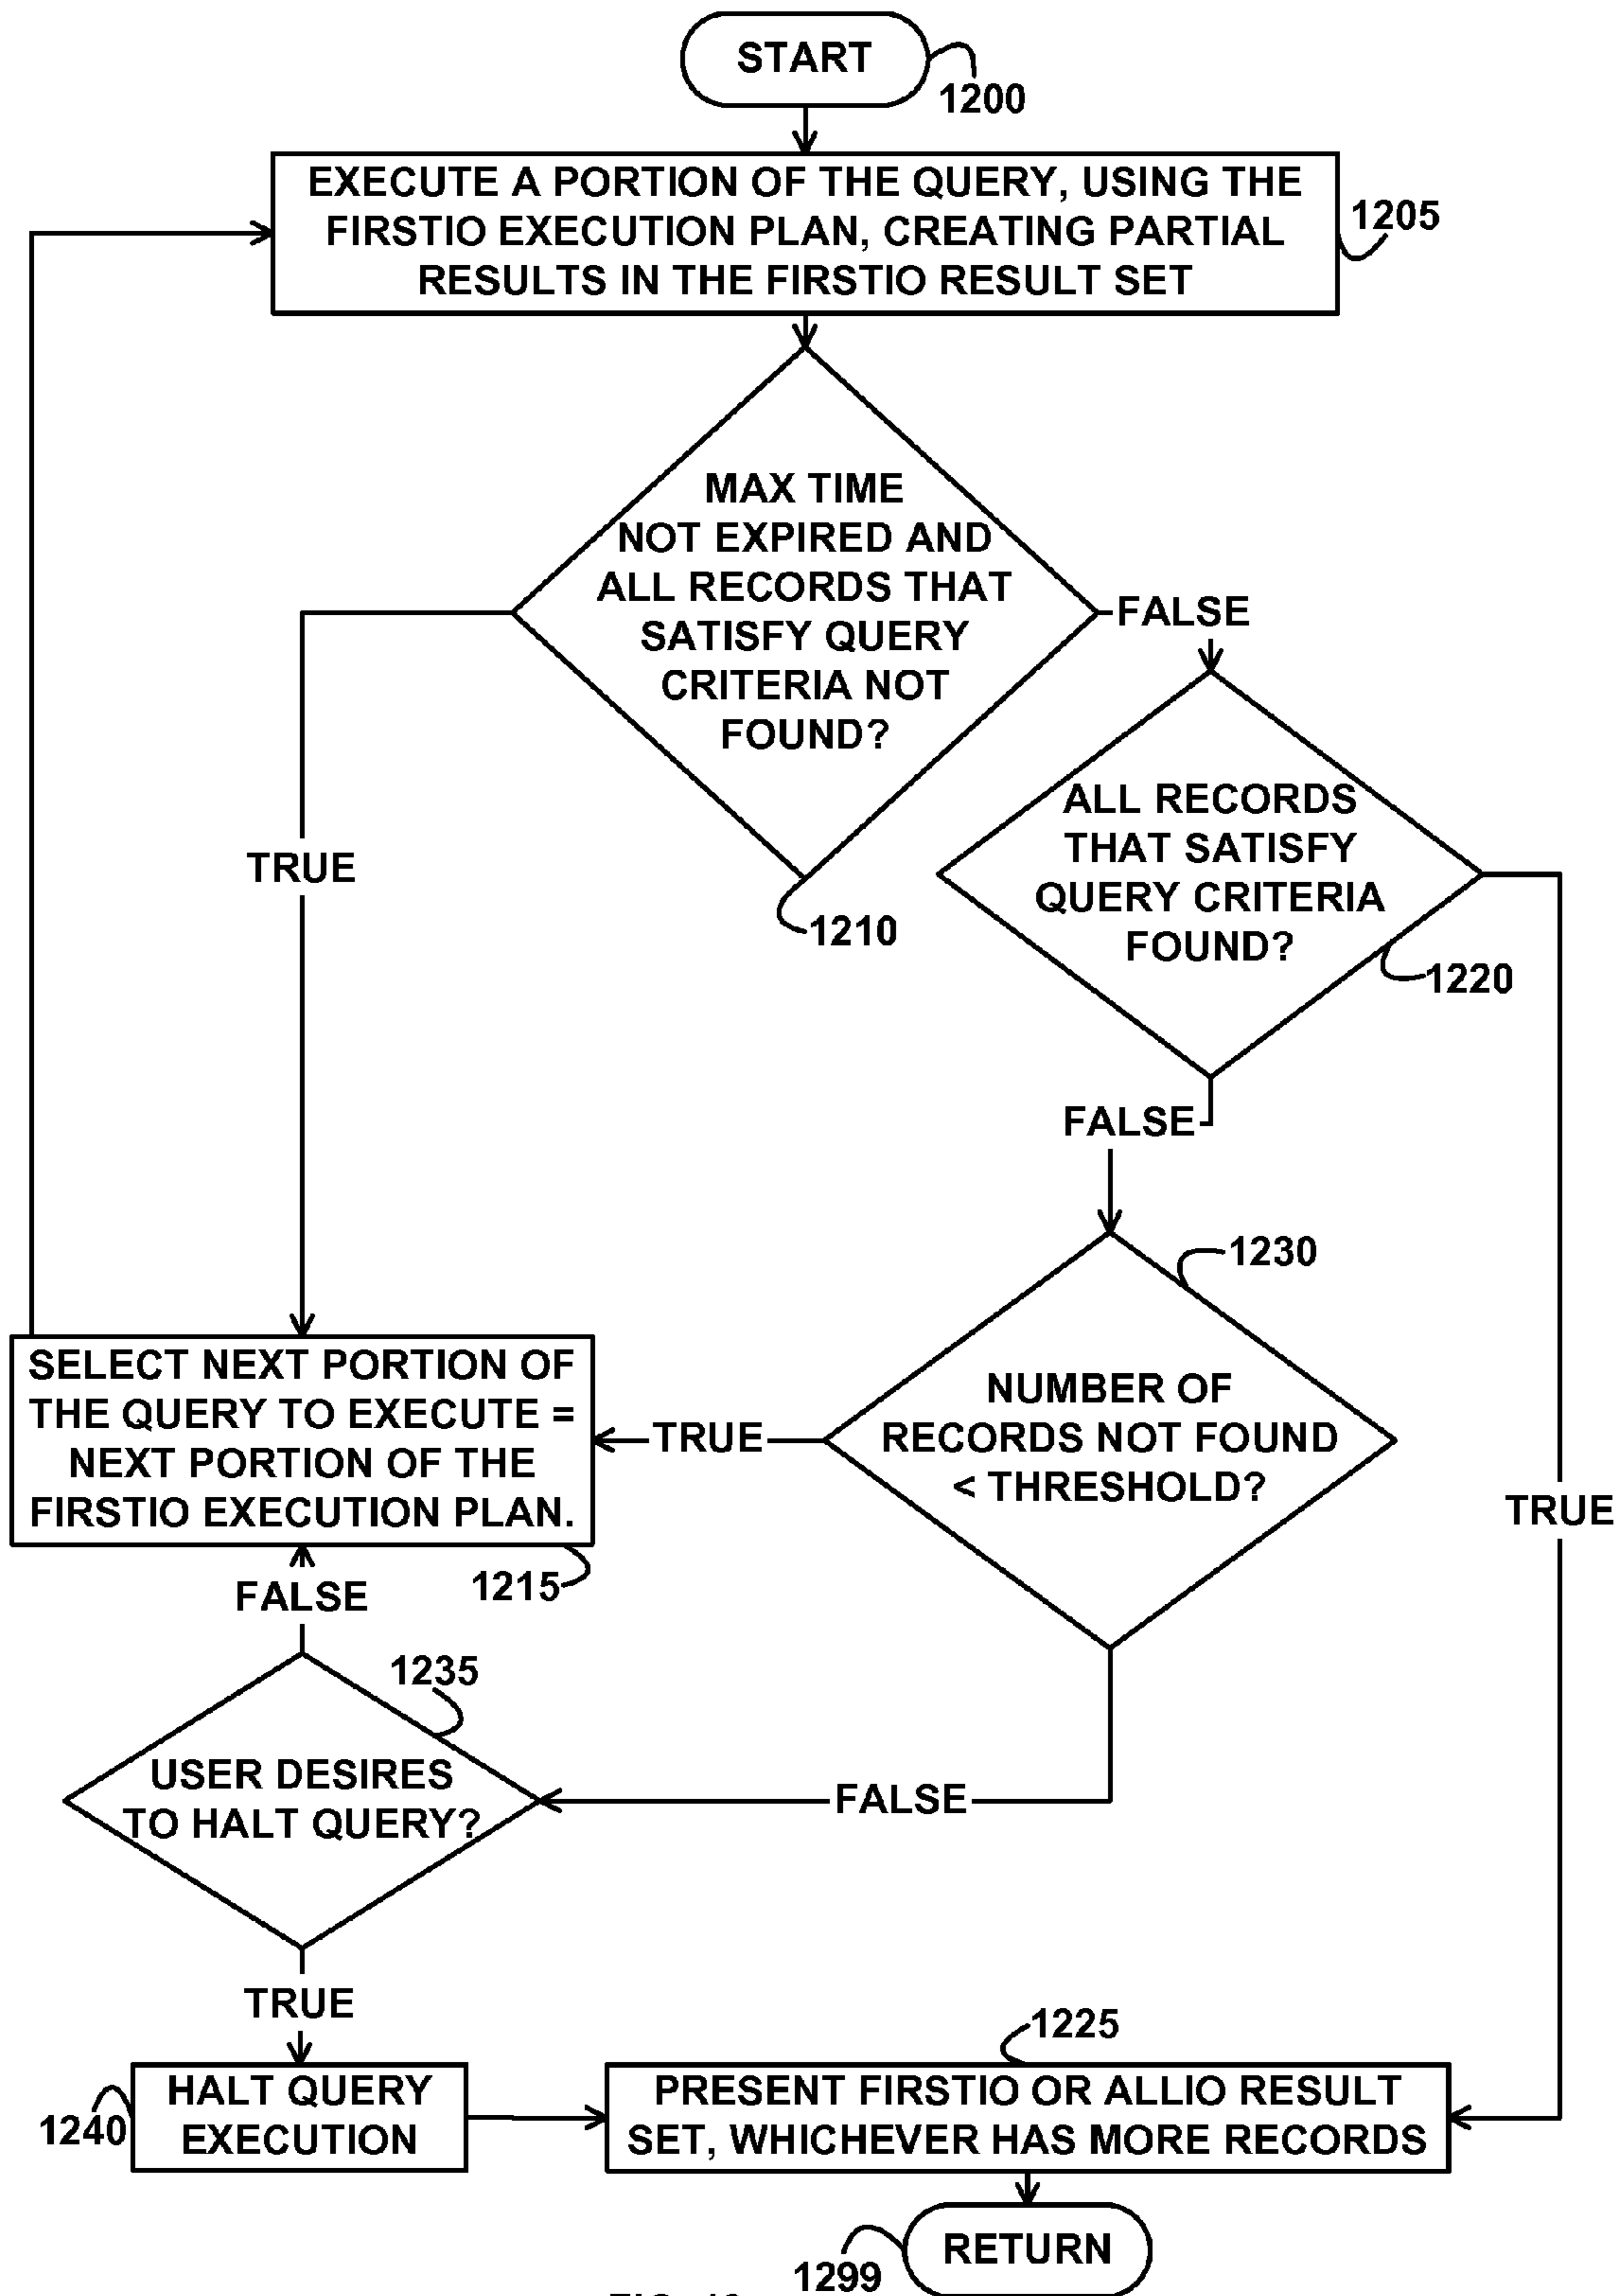 START
1200
EXECUTE A PORTION OF THE QUERY, USING THE
FIRSTIO EXECUTION PLAN, CREATING PARTIAL
RESULTS IN THE FIRSTIO RESULT SET
1205
MAX TIME
NOT EXPIRED AND
ALL RECORDS THAT
SATISFY QUERY
CRITERIA NOT
FOUND?
1210
FALSE
TRUE
ALL RECORDS
THAT SATISFY
QUERY CRITERIA
FOUND?
1220
FALSE
TRUE
1230
NUMBER OF
RECORDS NOT FOUND
< THRESHOLD?
TRUE
SELECT NEXT PORTION OF
THE QUERY TO EXECUTE =
NEXT PORTION OF THE
FIRSTIO EXECUTION PLAN.
1215
FALSE
1235
USER DESIRES
TO HALT QUERY?
FALSE
TRUE
1240
HALT QUERY
EXECUTION
1225
PRESENT FIRSTIO OR ALLIO RESULT
SET, WHICHEVER HAS MORE RECORDS
RETURN
1299